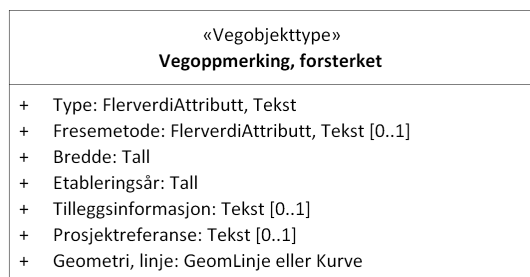 «Vegobjekttype»
Vegoppmerking, forsterket
+ Type: FlerverdiAttributt, Tekst
+ Fresemetode: FlerverdiAttributt, Tekst [0..1]
+ Bredde: Tall
+ Etableringsår: Tall
+ Tilleggsinformasjon: Tekst [0..1]
+ Prosjektreferanse: Tekst [0..1]
+ Geometri, linje: GeomLinje eller Kurve